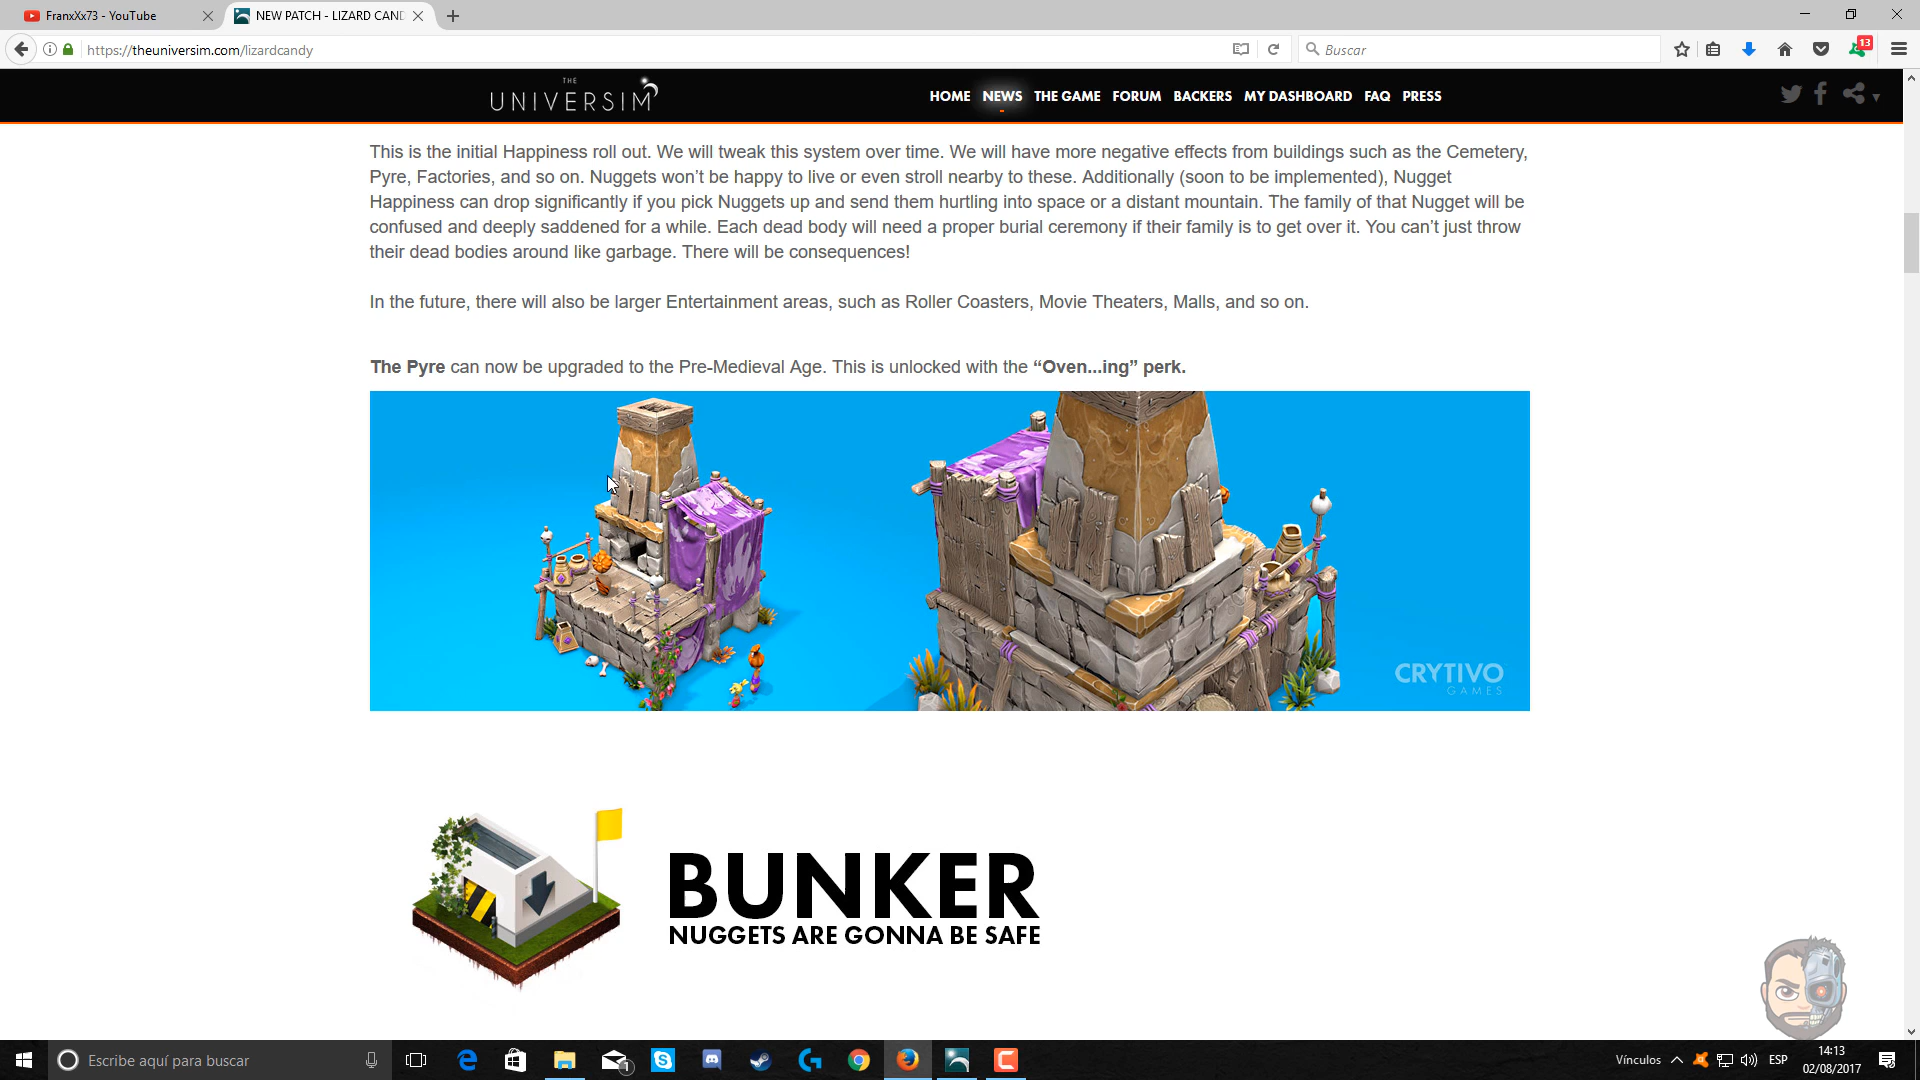 FranxXx73 - YouTube
NEW PATCH - LIZARD CAND
https://theuniversim.com/lizardcandy
Buscar
13
THE
UNIVERSIM
HOME NEWS THE GAME FORUM BACKERS MY DASHBOARD FAQ PRESS
This is the initial Happiness roll out. We will tweak this system over time. We will have more negative effects from buildings such as the Cemetery,
Pyre, Factories, and so on. Nuggets won’t be happy to live or even stroll nearby to these. Additionally (soon to be implemented), Nugget
Happiness can drop significantly if you pick Nuggets up and send them hurtling into space or a distant mountain. The family of that Nugget will be
confused and deeply saddened for a while. Each dead body will need a proper burial ceremony if their family is to get over it. You can’t just throw
their dead bodies around like garbage. There will be consequences!
In the future, there will also be larger Entertainment areas, such as Roller Coasters, Movie Theaters, Malls, and so on.
The Pyre can now be upgraded to the Pre-Medieval Age. This is unlocked with the “Oven...ing” perk.
CRYTIVO
GAMES
BUNKER
NUGGETS ARE GONNA BE SAFE
Escribe aquí para buscar
1
Vínculos
ESP
14:13
02/08/2017